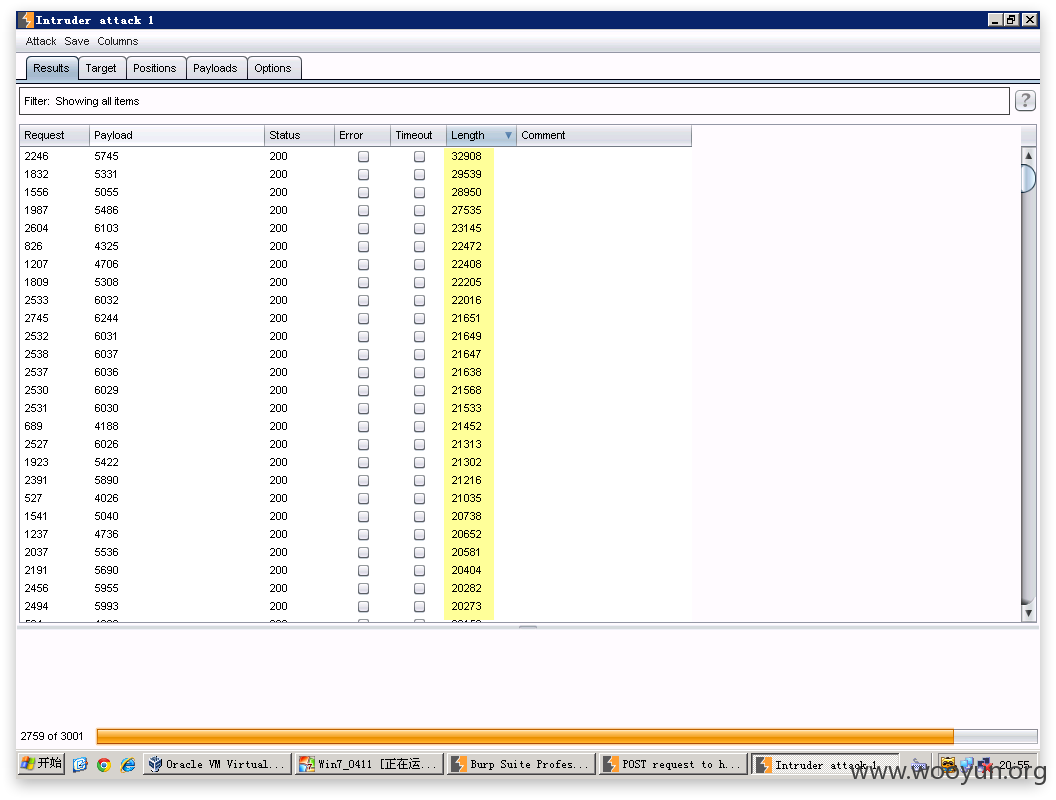 Intruder attack 1
Attack Save Columns
Results Target Positions Payloads Options
Filter: Showing all items ?
Request Payload Status Error Timeout Length Comment
2246 5745 200 32908
1832 5331 200 29539
1556 5055 200 28950
1987 5486 200 27535
2604 6103 200 23145
826 4325 200 22472
1207 4706 200 22408
1809 5308 200 22205
2533 6032 200 22016
2745 6244 200 21651
2532 6031 200 21649
2538 6037 200 21647
2537 6036 200 21638
2530 6029 200 21568
2531 6030 200 21533
689 4188 200 21452
2527 6026 200 21313
1923 5422 200 21302
2391 5890 200 21216
527 4026 200 21035
1541 5040 200 20738
1237 4736 200 20652
2037 5536 200 20581
2191 5690 200 20404
2456 5955 200 20282
2494 5993 200 20273
2759 of 3001
开始 Oracle VM Virtual... Win7_0411 [正在运... Burp Suite Profes... POST request to h... Intruder attack 1 20:55
www.wooyun.org